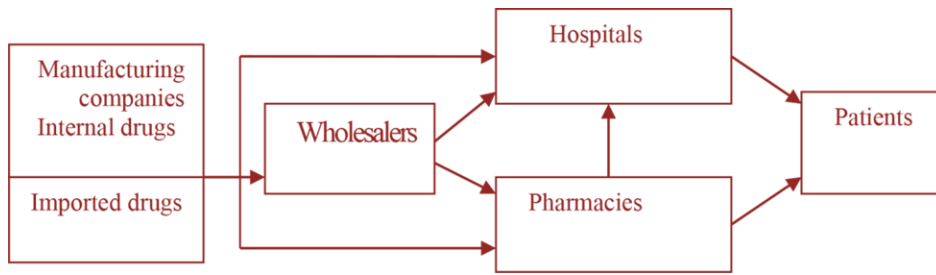 Manufacturing
companies
Internal drugs
Imported drugs
Wholesalers
Hospitals
Pharmacies
Patients